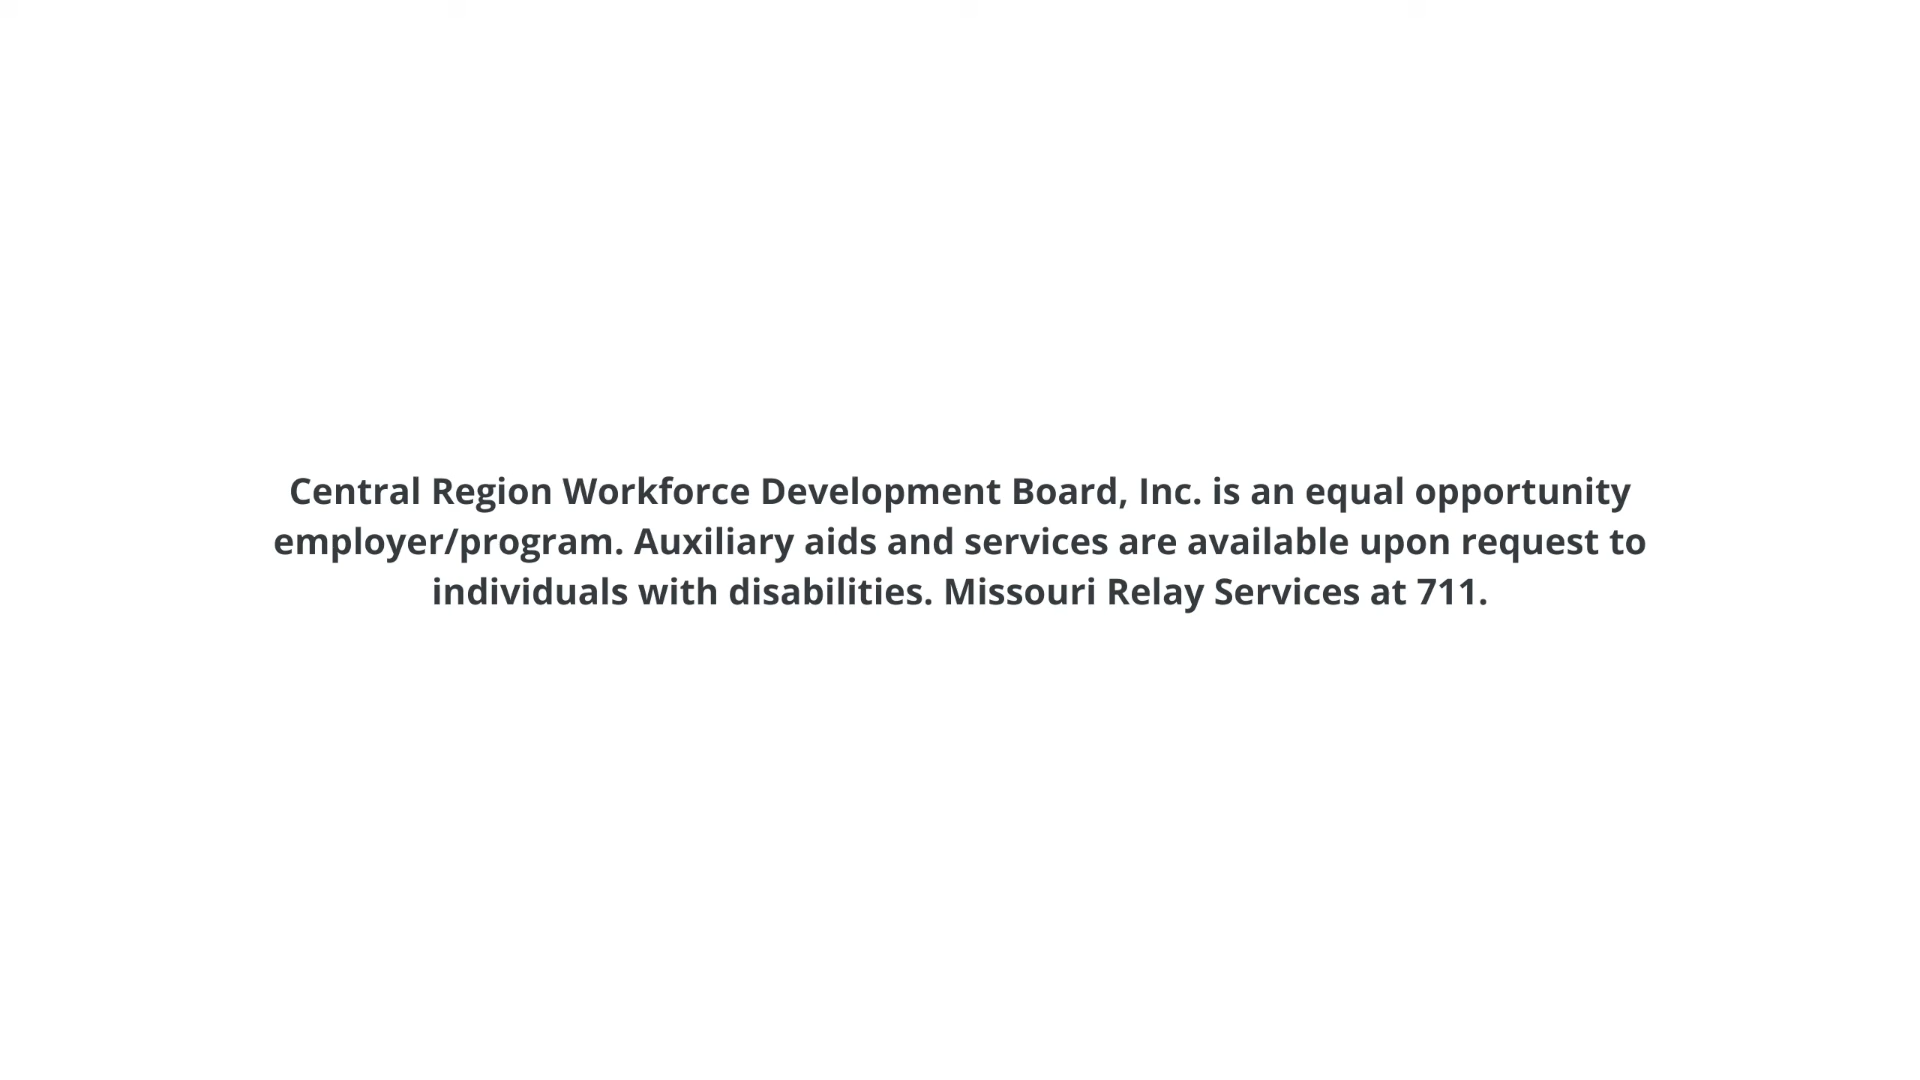 Central Region Workforce Development Board, Inc. is an equal opportunity
employer/program. Auxiliary aids and services are available upon request to
individuals with disabilities. Missouri Relay Services at 711.